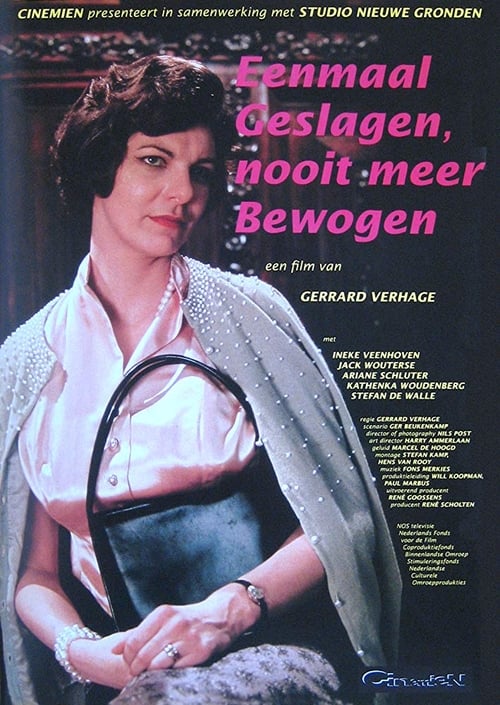 CINEMIEN presenteert in samenwerking met STUDIO NIEUWE GRONDEN
Eenmaal
Geslagen,
nooit meer
Bewogen
een film van
GERRARD VERHAGE
met
INEKE VEENHOVEN
JACK WOUTERSE
ARIANE SCHLUTER
KATHENKA WOUDENBERG
STEFAN DE WALLE
regie GERRARD VERHAGE
scenario GER BEUKENKAMP
director of photography NILS POST
art director HARRY AMMERLAAN
geluid MARCEL DE HOOGD
montage STEFAN KAMP,
HENS VAN ROOY
muziek FONS MERKIES
produktieleiding WILL KOOPMAN,
PAUL MARBUS
uitvoerend producent
RENÉ GOOSSENS
producent RENÉ SCHOLTEN
NOS televisie
Nederlands Fonds
voor de Film
Coproduktiefonds
Binnenlandse Omroep
Stimuleringsfonds
Nederlandse
Culturele
Omroepprodukties
CinemieN